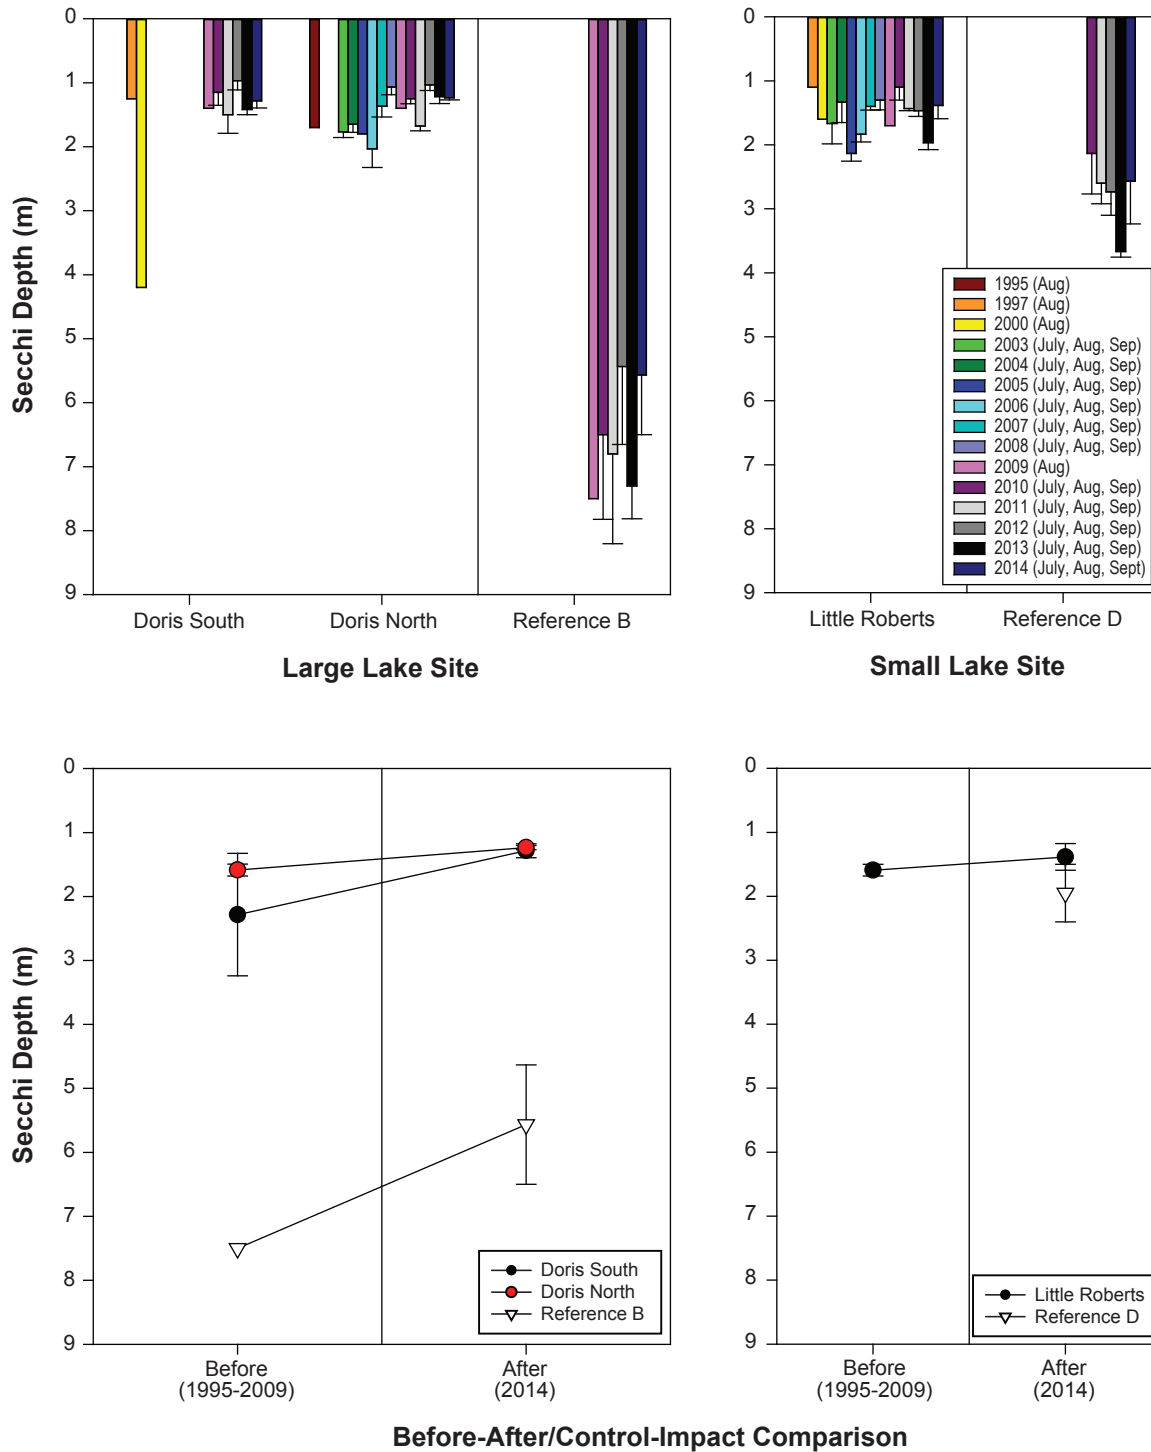 0
1
2
3
4
5
6
7
8
9
Secchi Depth (m)
Doris South
Doris North
Reference B
Large Lake Site
0
1
2
3
4
5
6
7
8
9
1995 (Aug)
1997 (Aug)
2000 (Aug)
2003 (July, Aug, Sep)
2004 (July, Aug, Sep)
2005 (July, Aug, Sep)
2006 (July, Aug, Sep)
2007 (July, Aug, Sep)
2008 (July, Aug, Sep)
2009 (Aug)
2010 (July, Aug, Sep)
2011 (July, Aug, Sep)
2012 (July, Aug, Sep)
2013 (July, Aug, Sep)
2014 (July, Aug, Sept)
Little Roberts
Reference D
Small Lake Site
0
1
2
3
4
5
6
7
8
9
Secchi Depth (m)
Doris South
Doris North
Reference B
Before
(1995-2009)
After
(2014)
0
1
2
3
4
5
6
7
8
9
Little Roberts
Reference D
Before
(1995-2009)
After
(2014)
Before-After/Control-Impact Comparison